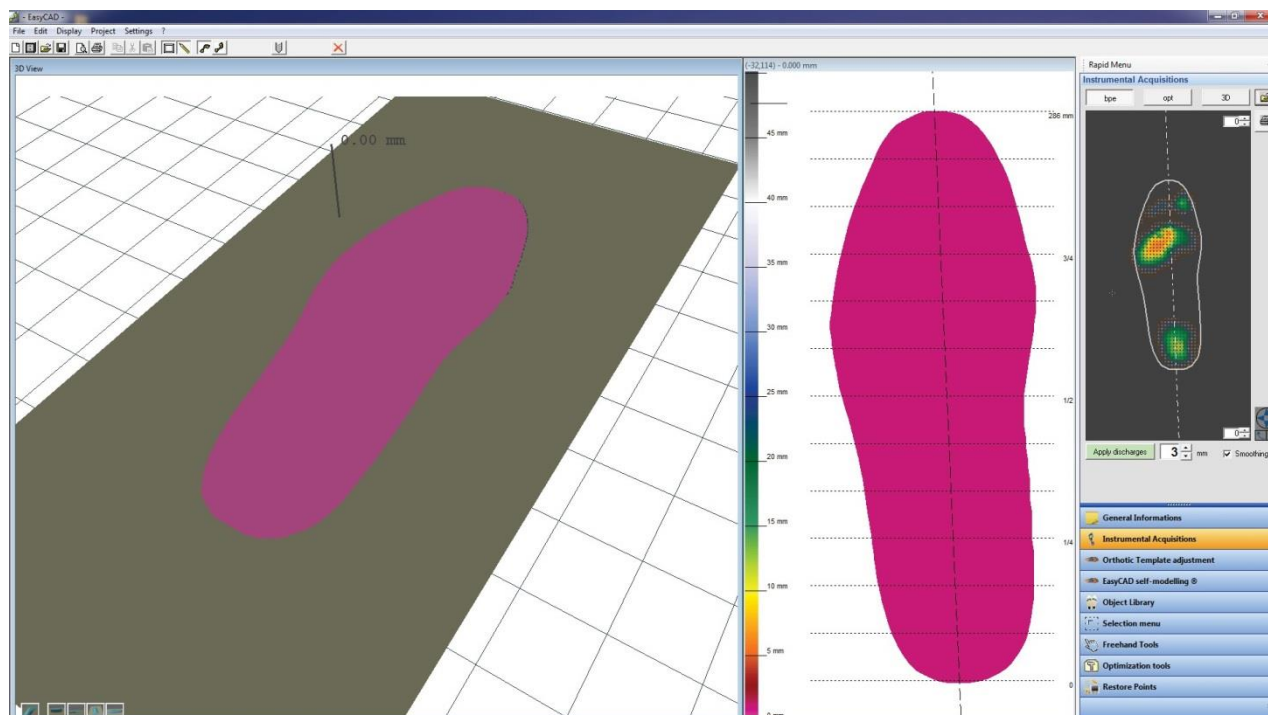 - EasyCAD -
File Edit Display Project Settings ?
3D View
0.00 mm
(-32,114) - 0.000 mm
45 mm
40 mm
35 mm
30 mm
25 mm
20 mm
15 mm
10 mm
5 mm
0 mm
286 mm
3/4
1/2
1/4
0
Rapid Menu
Instrumental Acquisitions
bpe opt 3D
0
0
Apply discharges 3 mm Smoothing
General Informations
Instrumental Acquisitions
Orthotic Template adjustment
EasyCAD self-modelling ®
Object Library
Selection menu
Freehand Tools
Optimization tools
Restore Points